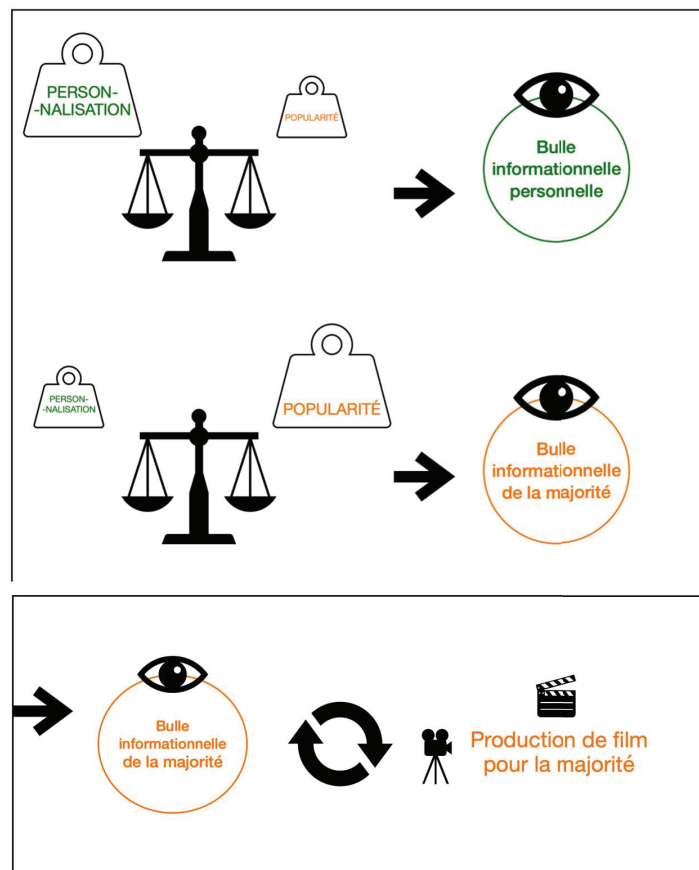 PERSON-
-NALISATION
POPULARITÉ
Bulle
informationnelle
personnelle
PERSON-
-NALISATION
POPULARITÉ
Bulle
informationnelle
de la majorité
Bulle
informationnelle
de la majorité
Production de film
pour la majorité